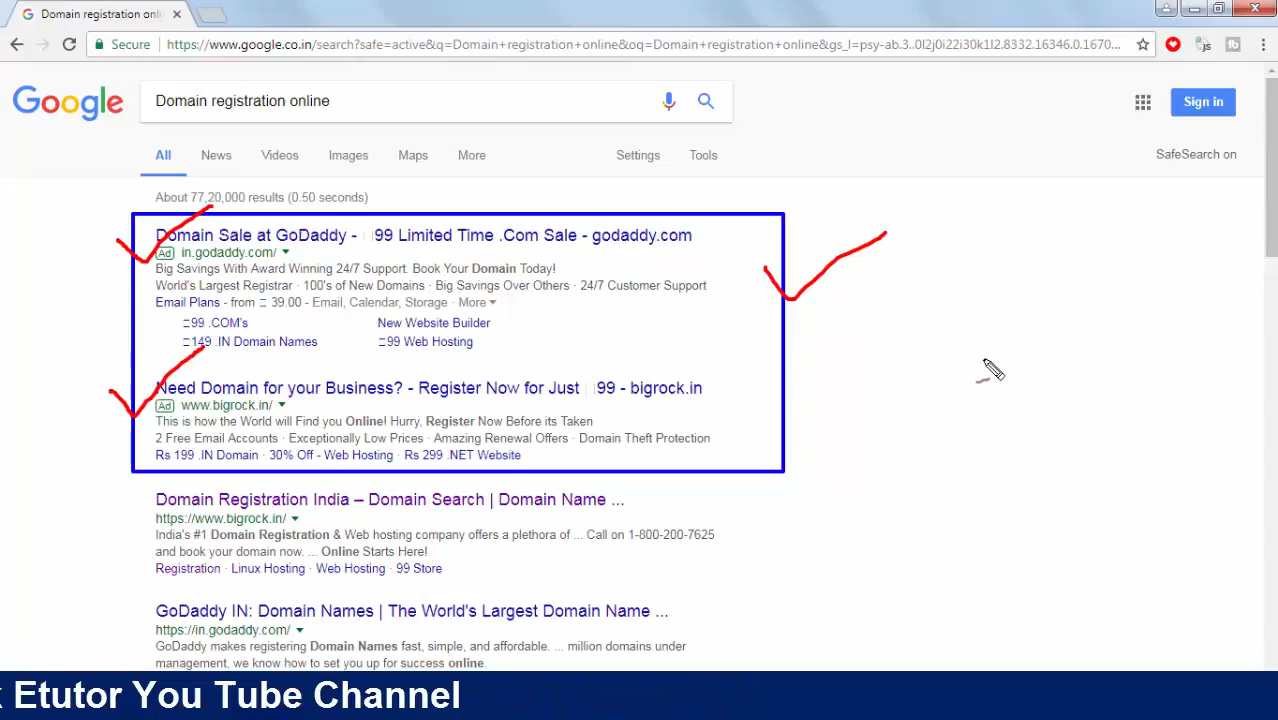 Domain registration onli
Secure https://www.google.co.in/search?safe=active&q=Domain+registration+online&oq=Domain+registration+online&gs_l=psy-ab.3..0l2j0i22i30k1l2.8332.16346.0.1670...
Google
Domain registration online
Sign in
All News Videos Images Maps More Settings Tools
SafeSearch on
About 77,20,000 results (0.50 seconds)
Domain Sale at GoDaddy - 99 Limited Time .Com Sale - godaddy.com
Ad in.godaddy.com/
Big Savings With Award Winning 24/7 Support. Book Your Domain Today!
World's Largest Registrar · 100's of New Domains · Big Savings Over Others · 24/7 Customer Support
Email Plans - from 39.00 - Email, Calendar, Storage · More
99 .COM's New Website Builder
149 .IN Domain Names 99 Web Hosting
Need Domain for your Business? - Register Now for Just 99 - bigrock.in
Ad www.bigrock.in/
This is how the World will Find you Online! Hurry, Register Now Before its Taken
2 Free Email Accounts · Exceptionally Low Prices · Amazing Renewal Offers · Domain Theft Protection
Rs 199 .IN Domain · 30% Off - Web Hosting · Rs 299 .NET Website
Domain Registration India – Domain Search | Domain Name ...
https://www.bigrock.in/
India's #1 Domain Registration & Web hosting company offers a plethora of ... Call on 1-800-200-7625
and book your domain now. ... Online Starts Here!
Registration · Linux Hosting · Web Hosting · 99 Store
GoDaddy IN: Domain Names | The World's Largest Domain Name ...
https://in.godaddy.com/
GoDaddy makes registering Domain Names fast, simple, and affordable. ... million domains under
management, we know how to set you up for success online.
Etutor You Tube Channel